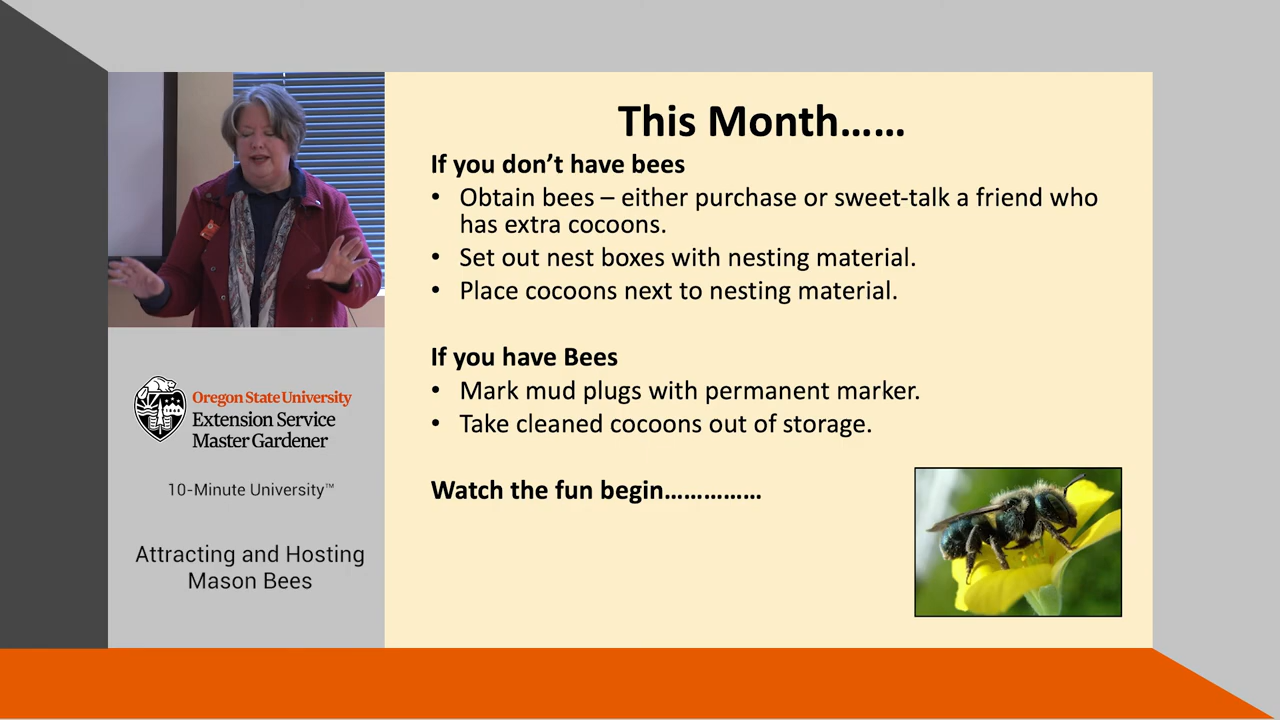 This Month……
If you don’t have bees
• Obtain bees – either purchase or sweet-talk a friend who
has extra cocoons.
• Set out nest boxes with nesting material.
• Place cocoons next to nesting material.
If you have Bees
• Mark mud plugs with permanent marker.
• Take cleaned cocoons out of storage.
Watch the fun begin……………
Oregon State University
Extension Service
Master Gardener
10-Minute University™
Attracting and Hosting
Mason Bees